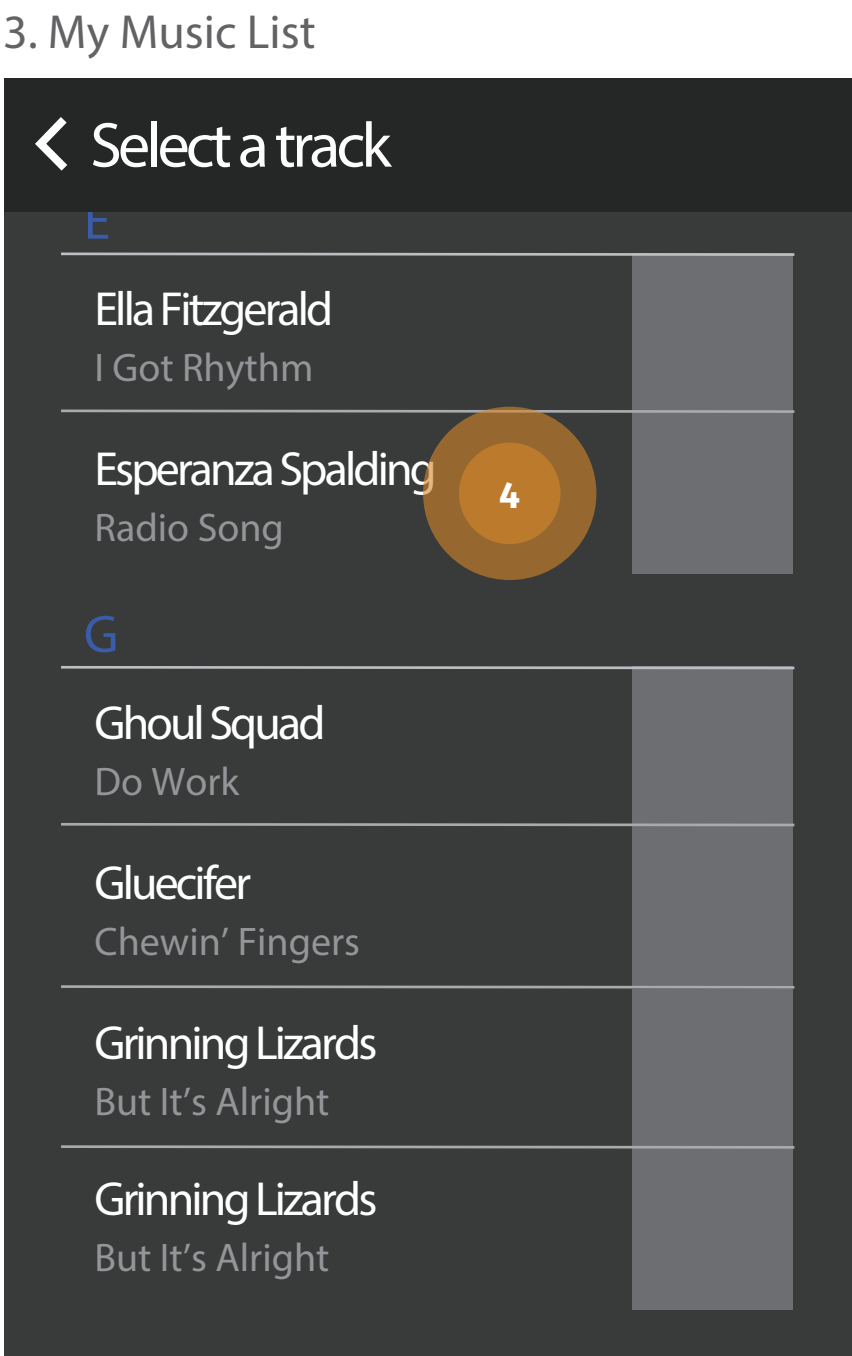 3. My Music List
Select a track
E
Ella Fitzgerald
I Got Rhythm
Esperanza Spalding
4
Radio Song
G
Ghoul Squad
Do Work
Gluecifer
Chewin’ Fingers
Grinning Lizards
But It’s Alright
Grinning Lizards
But It’s Alright